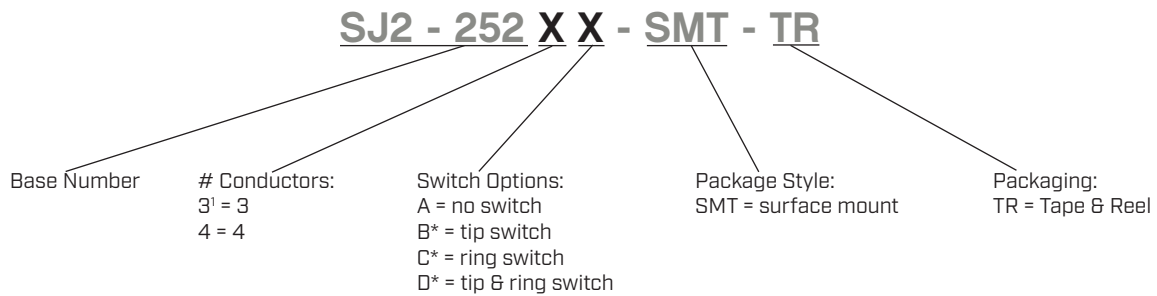 SJ2 - 252 X X - SMT - TR
Base Number
# Conductors:
3¹ = 3
4 = 4
Switch Options:
A = no switch
B* = tip switch
C* = ring switch
D* = tip & ring switch
Package Style:
SMT = surface mount
Packaging:
TR = Tape & Reel